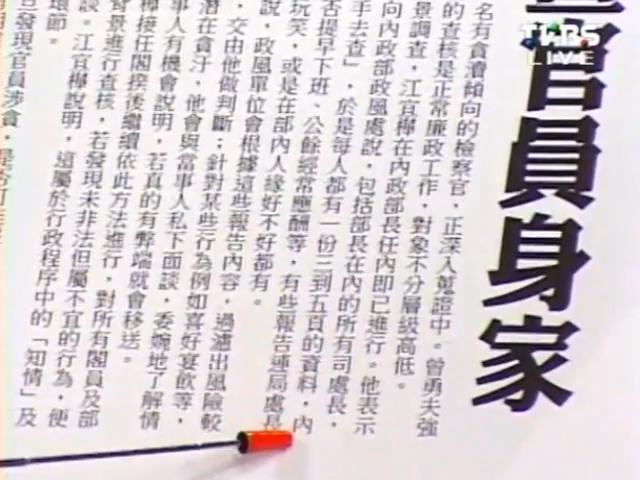 TVBS
LIVE
官員身家
名有貪瀆傾向的檢察官，正深入蒐證中。曾勇夫強
的查核是正常廉政工作，對象不分層級高低。
景調查，江宜樺在內政部長任內即已進行。他表示
向內政部政風處說，包括部長在內的所有司處長，
手去查」，於是每人都有一份三到五頁的資料，內
否提早下班、公餘經常應酬等，有些報告連局處長
玩矢，或是在部內人緣好不好都有。
說，政風單位會根據這些報告內容，過濾出風險較
，交由他做判斷；針對某些行為例如喜好宴飲等，
潛在貪汙，他會與當事人私下面談，委婉地了解情
事人有機會說明，若真的有弊端就會移送。
樺接任閣揆後繼續依此方法進行，對所有閣員及部
背景進行查核，若發現未非法但屬不宜的行為，便
談。江宜樺說明，這屬於行政程序中的「知情」及
環節。
發現官員涉貪，是否